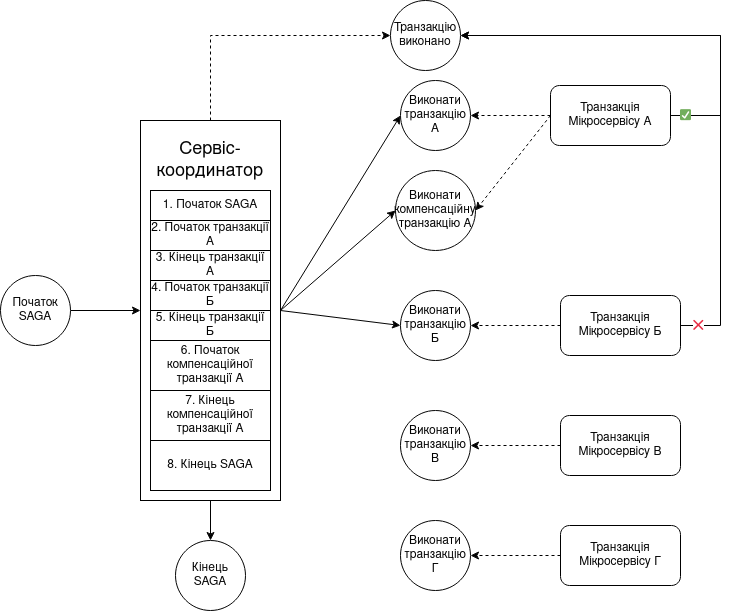 Транзакцію
виконано
Виконати
транзакцію
А
Транзакція
Мікросервісу А
Сервіс-
координатор
1. Початок SAGA
2. Початок транзакції
А
3. Кінець транзакції
А
4. Початок транзакції
Б
5. Кінець транзакції
Б
6. Початок
компенсаційної
транзакції А
7. Кінець
компенсаційної
транзакції А
8. Кінець SAGA
Виконати
компенсаційну
транзакцію А
Початок
SAGA
Виконати
транзакцію
Б
Транзакція
Мікросервісу Б
Виконати
транзакцію
В
Транзакція
Мікросервісу В
Кінець
SAGA
Виконати
транзакцію
Г
Транзакція
Мікросервісу Г